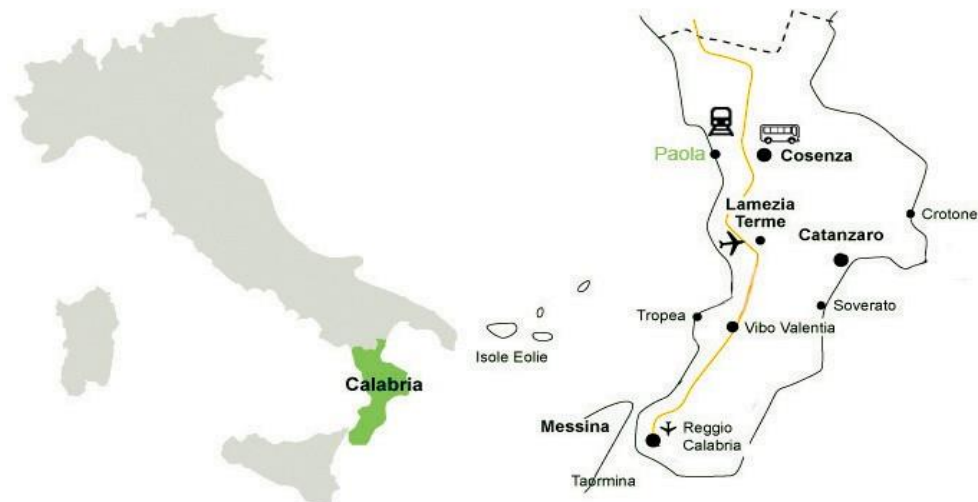 Calabria
Paola
Cosenza
Lamezia
Terme
Crotone
Catanzaro
Soverato
Tropea
Vibo Valentia
Isole Eolie
Messina
Reggio
Calabria
Taormina